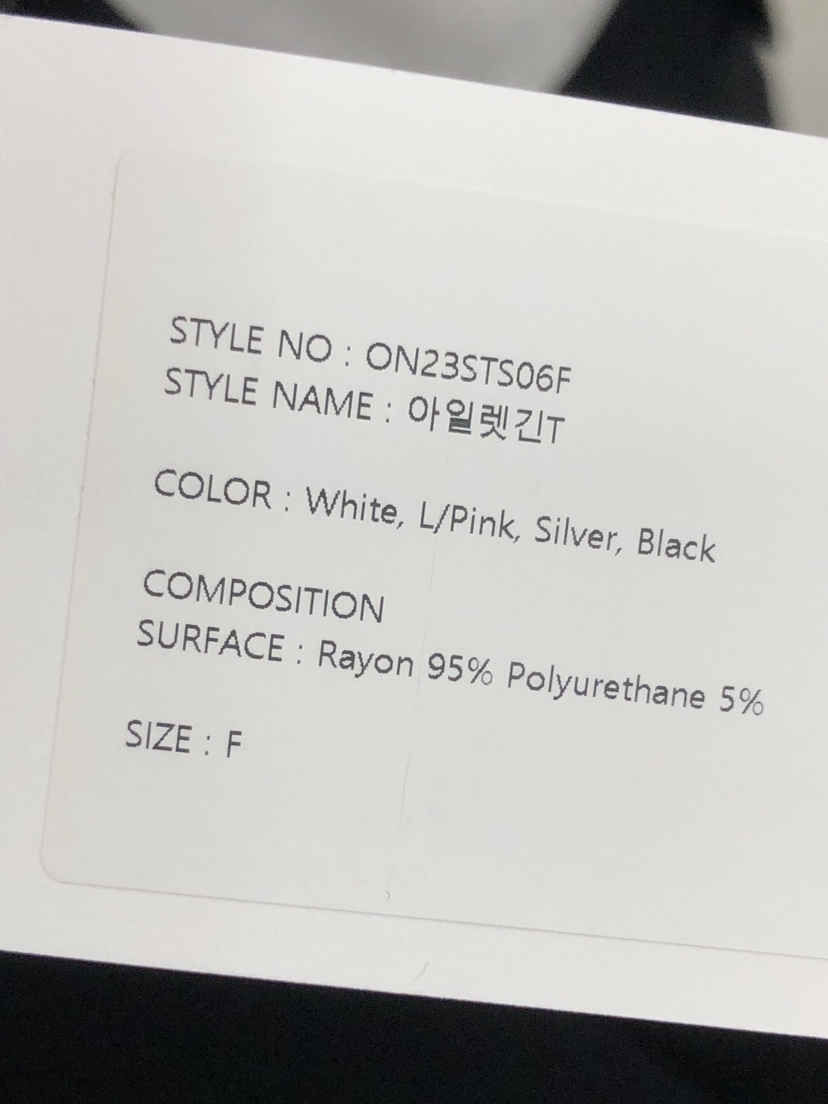 STYLE NO : ON23STS06F
STYLE NAME : 아일렛긴T
COLOR : White, L/Pink, Silver, Black
COMPOSITION
SURFACE : Rayon 95% Polyurethane 5%
SIZE : F